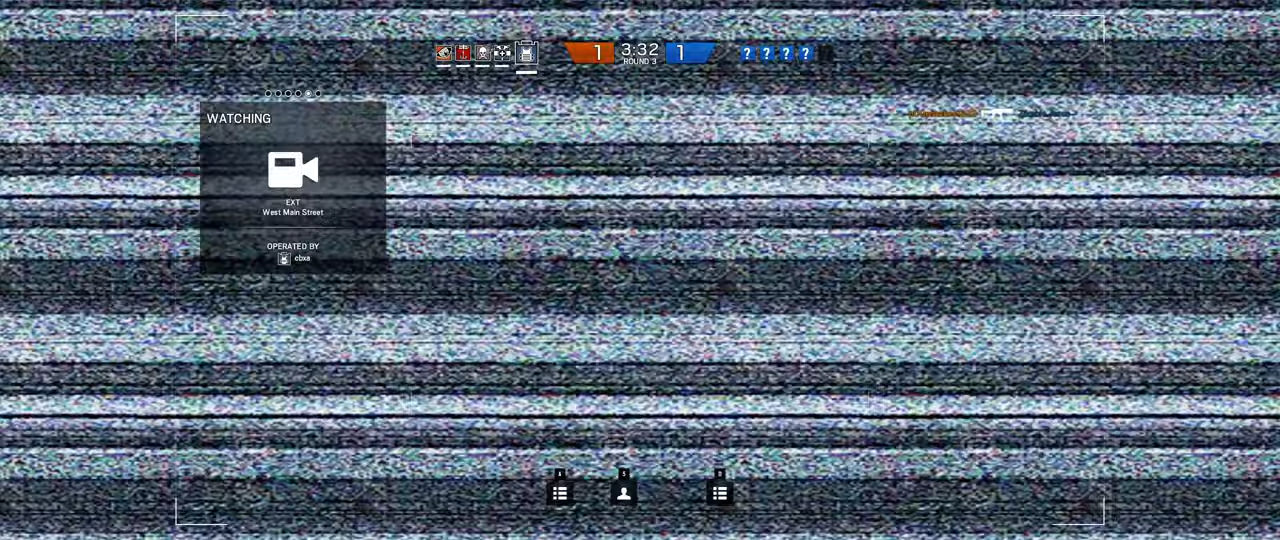 1 3:32 1
ROUND 3
? ? ? ?
WATCHING
EXT
West Main Street
OPERATED BY
cbxa
A S D